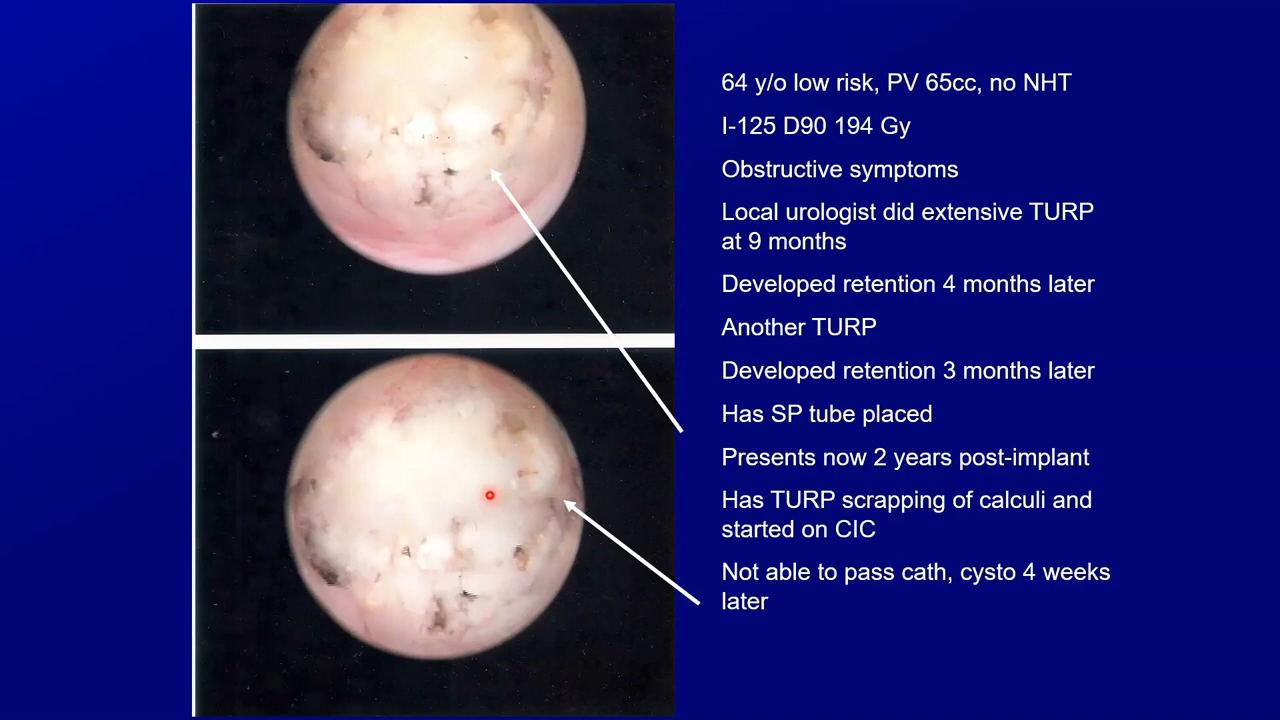 64 y/o low risk, PV 65cc, no NHT
I-125 D90 194 Gy
Obstructive symptoms
Local urologist did extensive TURP
at 9 months
Developed retention 4 months later
Another TURP
Developed retention 3 months later
Has SP tube placed
Presents now 2 years post-implant
Has TURP scrapping of calculi and
started on CIC
Not able to pass cath, cysto 4 weeks
later